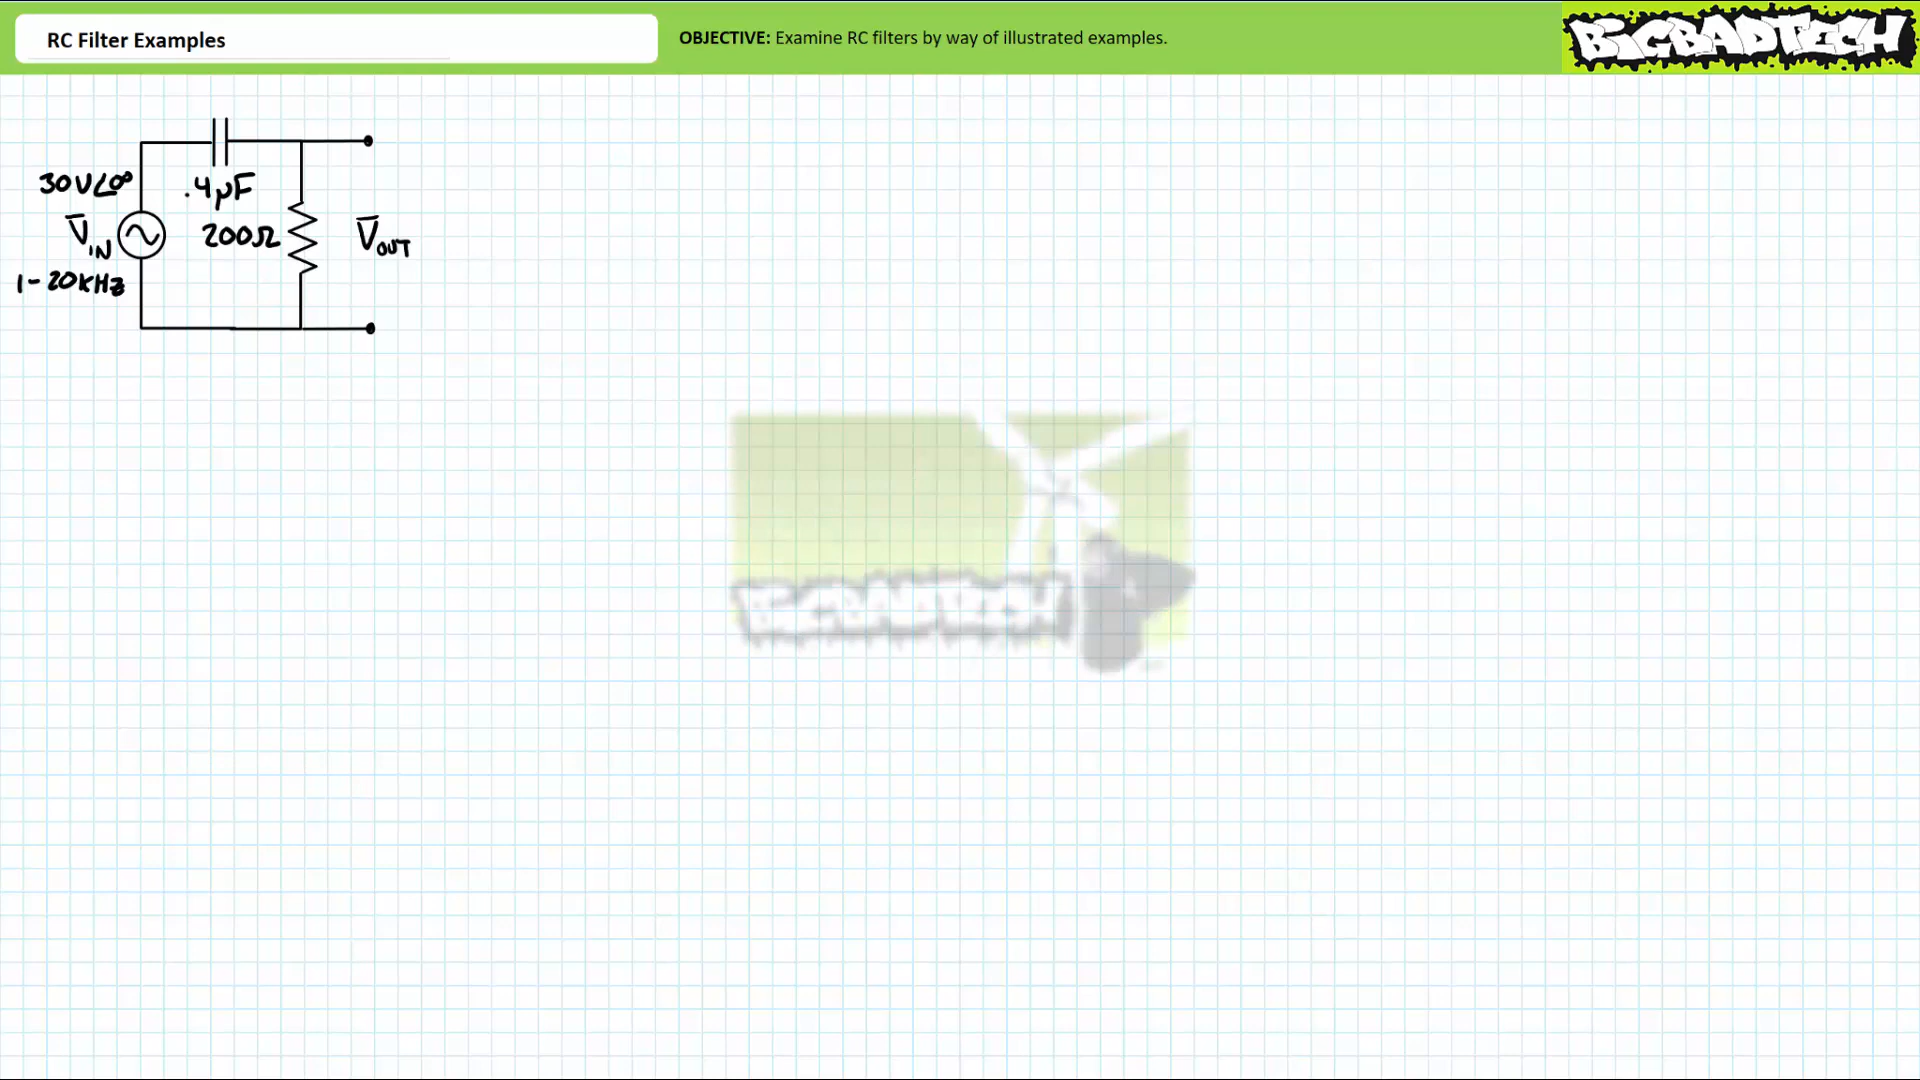 RC Filter Examples
OBJECTIVE: Examine RC filters by way of illustrated examples.
BIGBADTECH
30V∠0°
.4μF
V̅IN
200Ω
V̅OUT
1-20KHz
BIGBADTECH